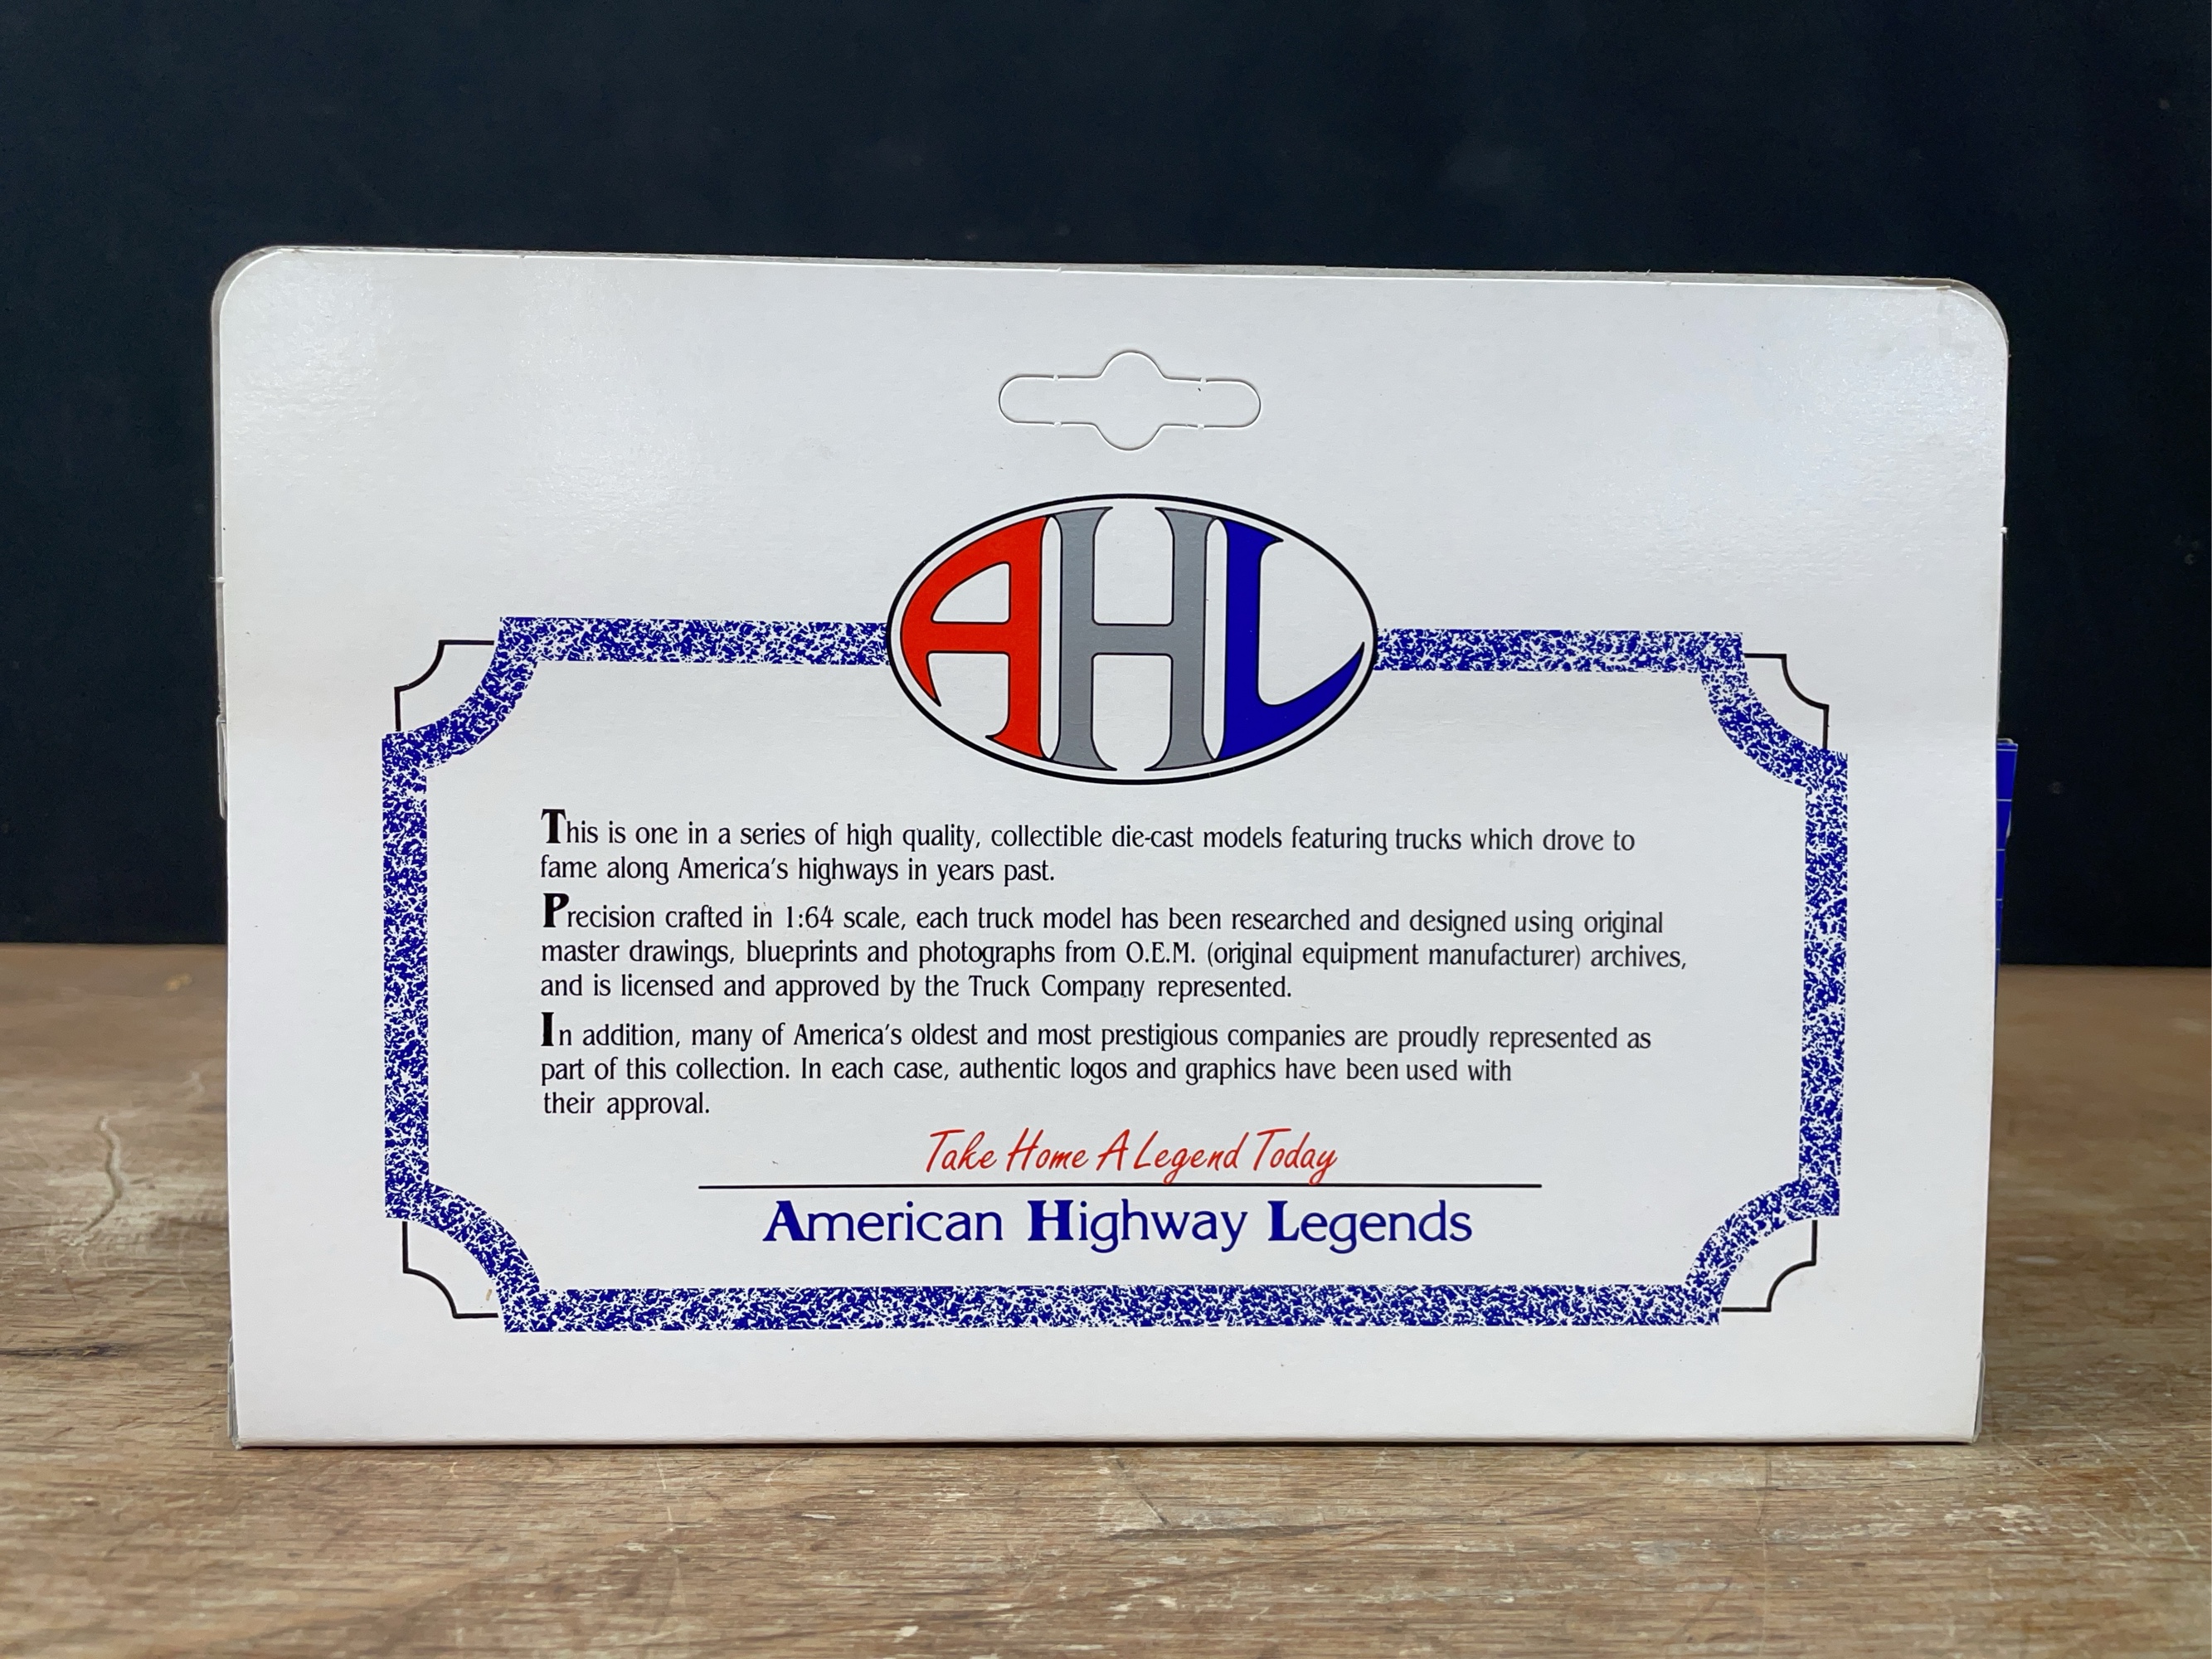 AHL
This is one in a series of high quality, collectible die-cast models featuring trucks which drove to
fame along America's highways in years past.
Precision crafted in 1:64 scale, each truck model has been researched and designed using original
master drawings, blueprints and photographs from O.E.M. (original equipment manufacturer) archives,
and is licensed and approved by the Truck Company represented.
In addition, many of America's oldest and most prestigious companies are proudly represented as
part of this collection. In each case, authentic logos and graphics have been used with
their approval.
Take Home A Legend Today
American Highway Legends